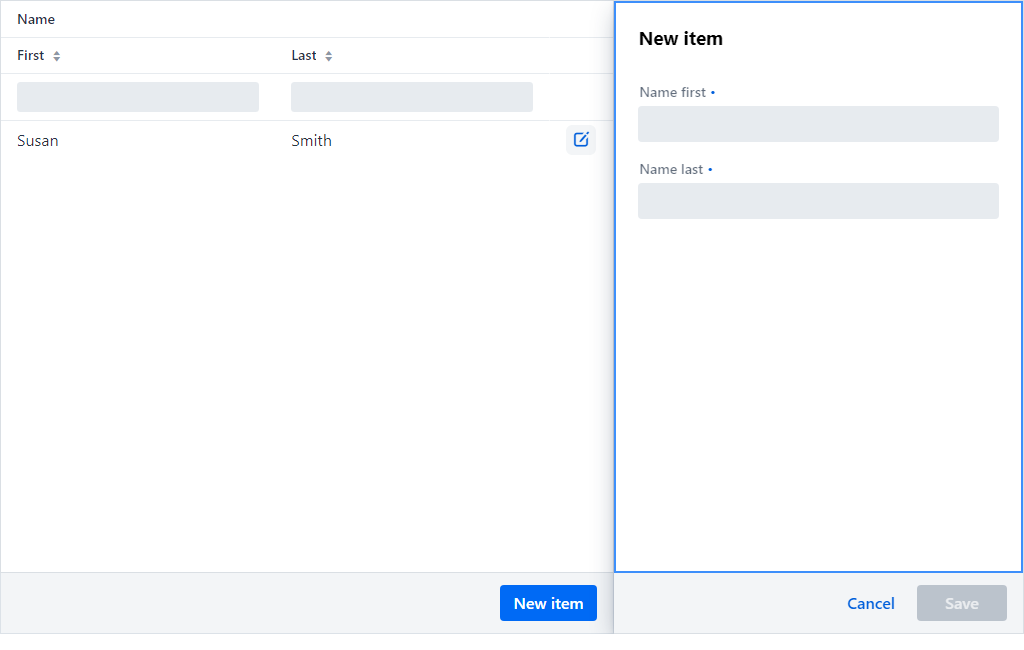 Name
First
Last
Susan
Smith
New item
New item
Name first •
Name last •
Cancel
Save